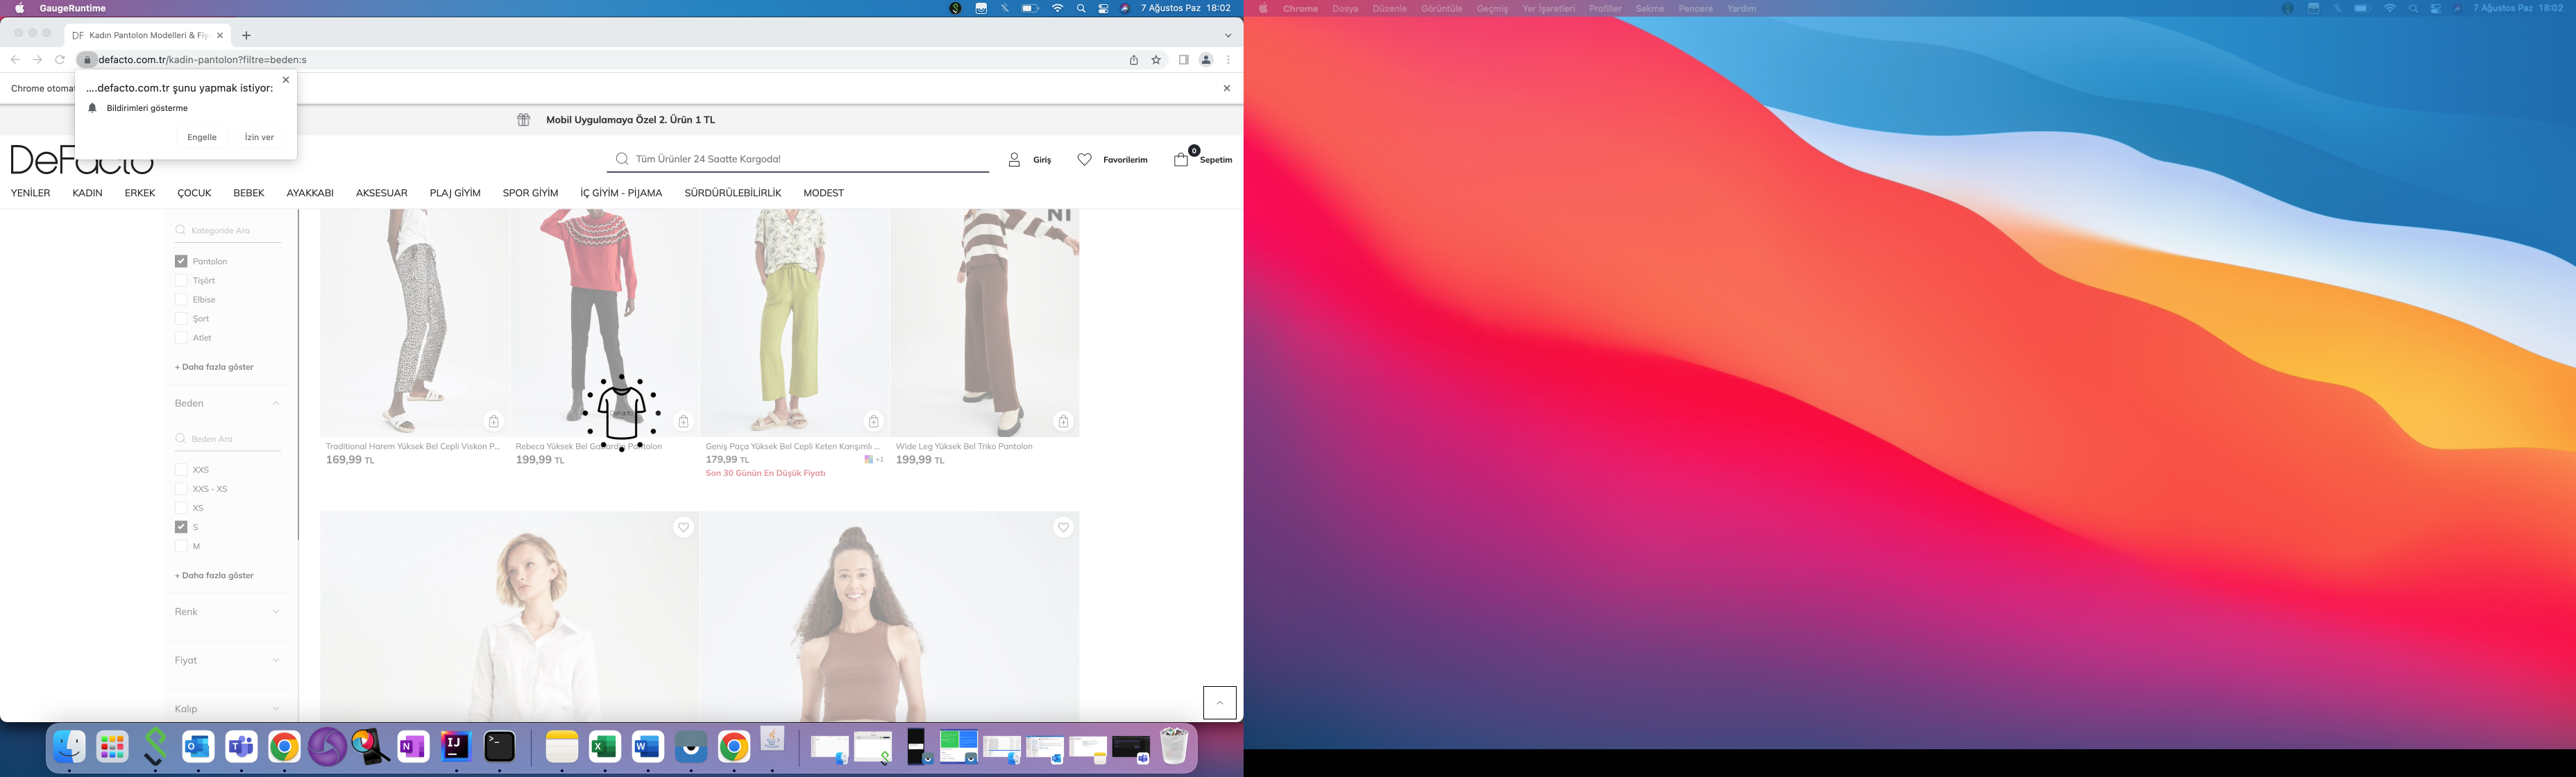 GaugeRuntime
7 Ağustos Paz 18:02
Chrome Dosya Düzenle Görüntüle Geçmiş Yer İşaretleri Profiller Sekme Pencere Yardım
7 Ağustos Paz 18:02
DF Kadın Pantolon Modelleri & Fiy
defacto.com.tr/kadin-pantolon?filtre=beden:s
Chrome otomat
....defacto.com.tr şunu yapmak istiyor:
Bildirimleri gösterme
Engelle İzin ver
Mobil Uygulamaya Özel 2. Ürün 1 TL
DeFacto
Tüm Ürünler 24 Saatte Kargoda!
Giriş
Favorilerim
0
Sepetim
YENİLER KADIN ERKEK ÇOCUK BEBEK AYAKKABI AKSESUAR PLAJ GİYİM SPOR GİYİM İÇ GİYİM - PİJAMA SÜRDÜRÜLEBİLİRLİK MODEST
Kategoride Ara
Pantolon
Tişört
Elbise
Şort
Atlet
+ Daha fazla göster
Beden
Beden Ara
XXS
XXS - XS
XS
S
M
+ Daha fazla göster
Renk
Fiyat
Kalıp
Nİ
DeFacto
Traditional Harem Yüksek Bel Cepli Viskon P...
169,99 TL
Rebeca Yüksek Bel Gabardin Pantolon
199,99 TL
Geniş Paça Yüksek Bel Cepli Keten Karışımlı ...
179,99 TL
+1
Son 30 Günün En Düşük Fiyatı
Wide Leg Yüksek Bel Triko Pantolon
199,99 TL